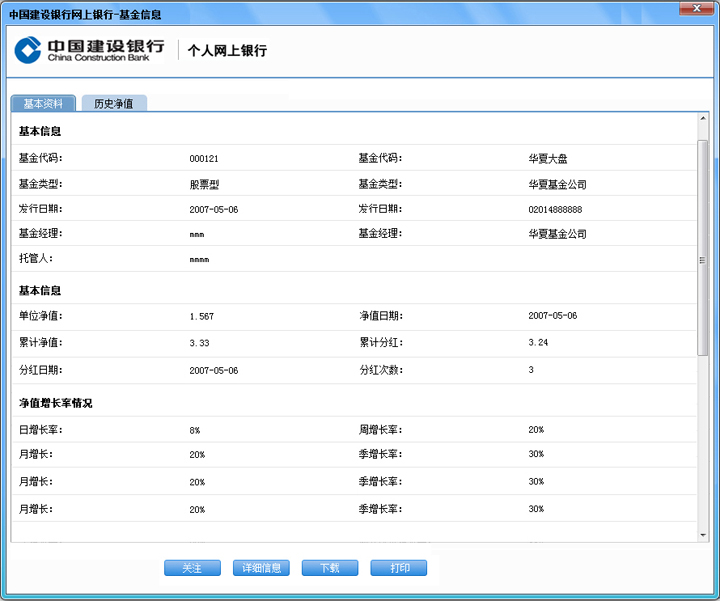 中国建设银行网上银行-基金信息
中国建设银行 个人网上银行
China Construction Bank
基本资料 历史净值
基本信息
基金代码: 000121 基金代码: 华夏大盘
基金类型: 股票型 基金类型: 华夏基金公司
发行日期: 2007-05-06 发行日期: 02014888888
基金经理: mmm 基金经理: 华夏基金公司
托管人: mmmm
基本信息
单位净值: 1.567 净值日期: 2007-05-06
累计净值: 3.33 累计分红: 3.24
分红日期: 2007-05-06 分红次数: 3
净值增长率情况
日增长率: 8% 周增长率: 20%
月增长: 20% 季增长率: 30%
月增长: 20% 季增长率: 30%
月增长: 20% 季增长率: 30%
关注 详细信息 下载 打印